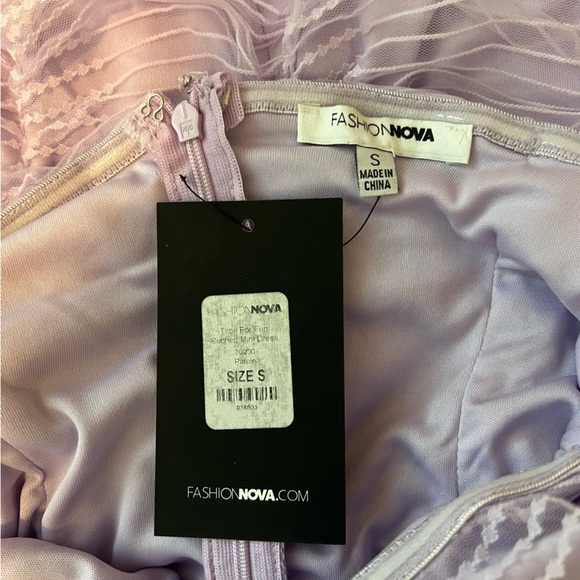 FASHIONNOVA
S
MADE IN
CHINA
FASHIONNOVA
Time For Fun
Ruched Mini Dress
Purple
SIZE S
FASHIONNOVA.COM